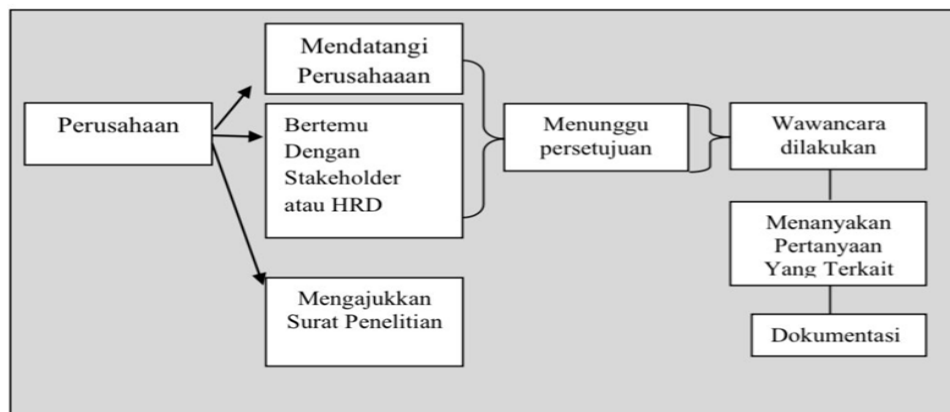 Perusahaan
Mendatangi
Perusahaaan
Bertemu
Dengan
Stakeholder
atau HRD
Mengajukkan
Surat Penelitian
Menunggu
persetujuan
Wawancara
dilakukan
Menanyakan
Pertanyaan
Yang Terkait
Dokumentasi